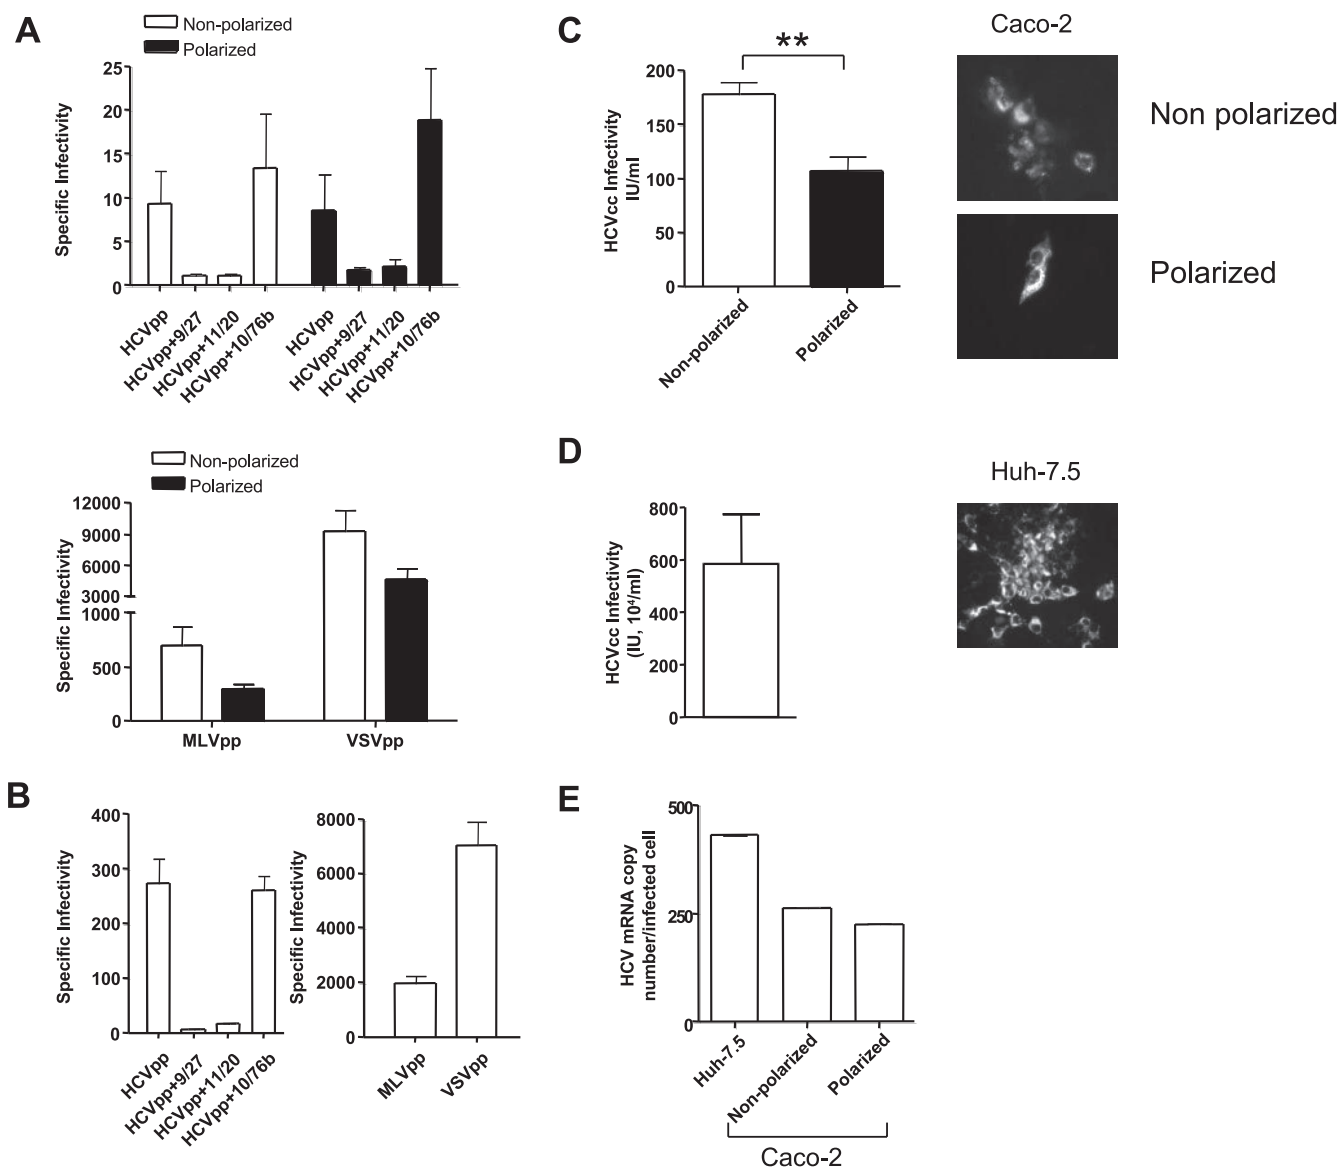 A
Non-polarized
Polarized
Specific Infectivity
25
20
15
10
5
0
HCVpp
HCVpp+9/27
HCVpp+11/20
HCVpp+10/76b
HCVpp
HCVpp+9/27
HCVpp+11/20
HCVpp+10/76b
Non-polarized
Polarized
Specific Infectivity
12000
9000
6000
3000
1000
500
0
MLVpp
VSVpp
B
Specific Infectivity
400
300
200
100
0
HCVpp
HCVpp+9/27
HCVpp+11/20
HCVpp+10/76b
Specific Infectivity
8000
6000
4000
2000
0
MLVpp
VSVpp
C
**
HCVcc Infectivity
IU/ml
200
150
100
50
0
Non-polarized
Polarized
Caco-2
Non polarized
Polarized
D
HCVcc Infectivity
(IU, 10⁴/ml)
800
600
400
200
0
Huh-7.5
E
HCV mRNA copy
number/infected cell
500
250
0
Huh-7.5
Non-polarized
Polarized
Caco-2